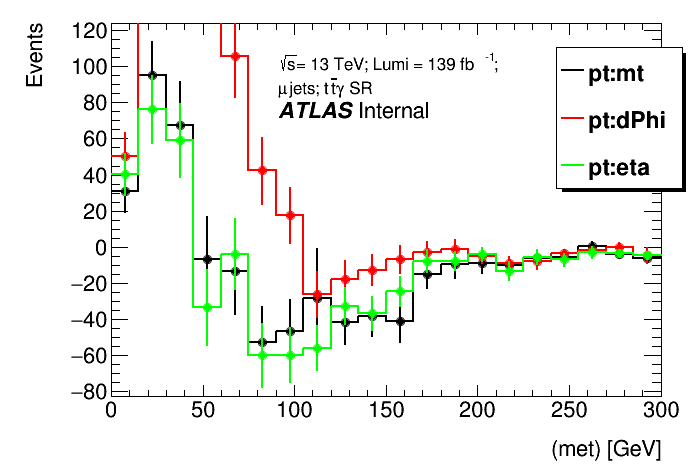 Events
120
100
80
60
40
20
0
−20
−40
−60
−80
0 50 100 150 200 250 300
(met) [GeV]
√s= 13 TeV; Lumi = 139 fb⁻¹;
μjets; tt̄γ SR
ATLAS Internal
pt:mt
pt:dPhi
pt:eta